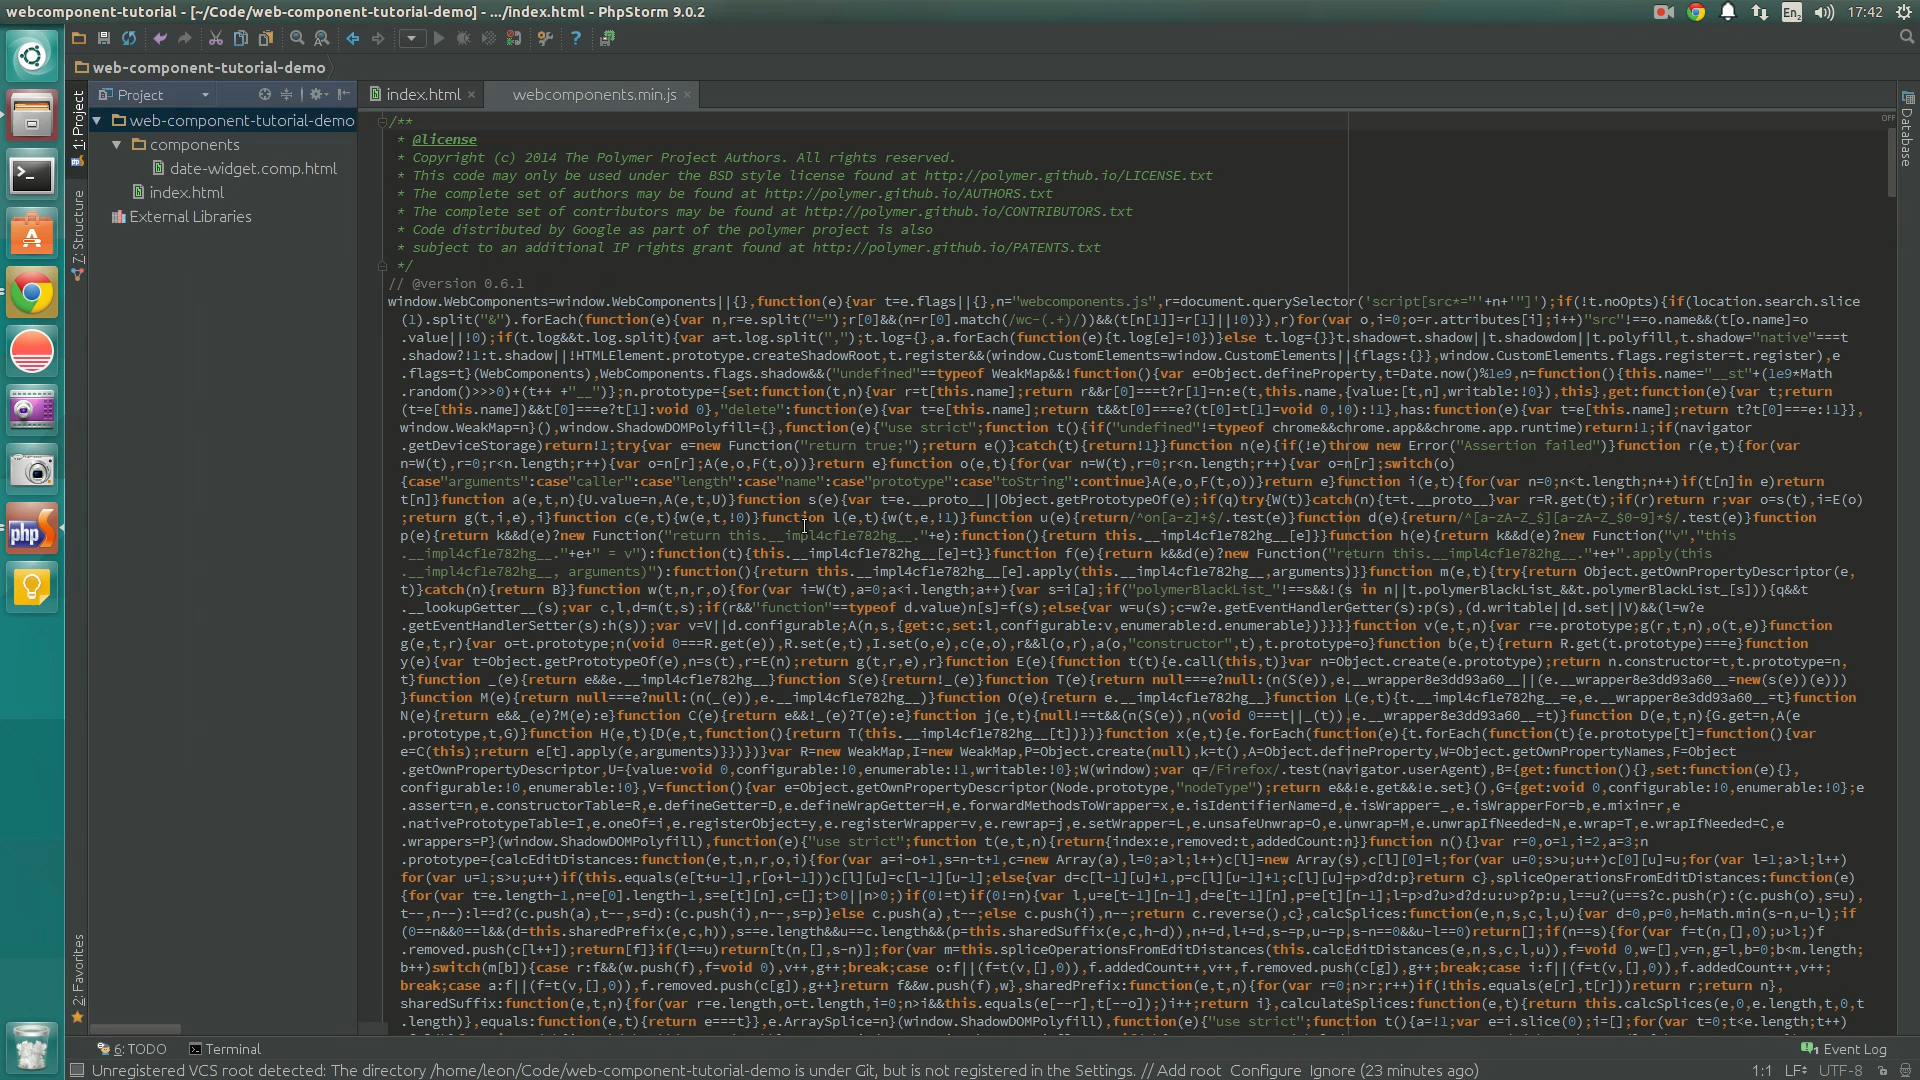 webcomponent-tutorial - [~/Code/web-component-tutorial-demo] - .../index.html - PhpStorm 9.0.2
En2
17:42
web-component-tutorial-demo
Project
index.html
webcomponents.min.js
1: Project
web-component-tutorial-demo
components
date-widget.comp.html
index.html
External Libraries
7: Structure
2: Favorites
Database
OFF
/**
* @license
* Copyright (c) 2014 The Polymer Project Authors. All rights reserved.
* This code may only be used under the BSD style license found at http://polymer.github.io/LICENSE.txt
* The complete set of authors may be found at http://polymer.github.io/AUTHORS.txt
* The complete set of contributors may be found at http://polymer.github.io/CONTRIBUTORS.txt
* Code distributed by Google as part of the polymer project is also
* subject to an additional IP rights grant found at http://polymer.github.io/PATENTS.txt
*/
// @version 0.6.1
window.WebComponents=window.WebComponents||{},function(e){var t=e.flags||{},n="webcomponents.js",r=document.querySelector('script[src*="'+n+'"]');if(!t.noOpts){if(location.search.slice
(1).split("&").forEach(function(e){var n,r=e.split("=");r[0]&&(n=r[0].match(/wc-(.+)/))&&(t[n[1]]=r[1]||!0)}),r)for(var o,i=0;o=r.attributes[i];i++)"src"!==o.name&&(t[o.name]=o
.value||!0);if(t.log&&t.log.split){var a=t.log.split(",");t.log={},a.forEach(function(e){t.log[e]=!0})}else t.log={}}t.shadow=t.shadow||t.shadowdom||t.polyfill,t.shadow="native"===t
.shadow?!1:t.shadow||!HTMLElement.prototype.createShadowRoot,t.register&&(window.CustomElements=window.CustomElements||{flags:{}},window.CustomElements.flags.register=t.register),e
.flags=t}(WebComponents),WebComponents.flags.shadow&&("undefined"==typeof WeakMap&&!function(){var e=Object.defineProperty,t=Date.now()%1e9,n=function(){this.name="__st"+(1e9*Math
.random()>>>0)+(t++ +"__")};n.prototype={set:function(t,n){var r=t[this.name];return r&&r[0]===t?r[1]=n:e(t,this.name,{value:[t,n],writable:!0}),this},get:function(e){var t;return
(t=e[this.name])&&t[0]===e?t[1]:void 0},"delete":function(e){var t=e[this.name];return t&&t[0]===e?(t[0]=t[1]=void 0,!0):!1},has:function(e){var t=e[this.name];return t?t[0]===e:!1}},
window.WeakMap=n}(),window.ShadowDOMPolyfill={},function(e){"use strict";function t(){if("undefined"!=typeof chrome&&chrome.app&&chrome.app.runtime)return!1;if(navigator
.getDeviceStorage)return!1;try{var e=new Function("return true;");return e()}catch(t){return!1}}function n(e){if(!e)throw new Error("Assertion failed")}function r(e,t){for(var
n=W(t),r=0;r<n.length;r++){var o=n[r];A(e,o,F(t,o))}return e}function o(e,t){for(var n=W(t),r=0;r<n.length;r++){var o=n[r];switch(o)
{case"arguments":case"caller":case"length":case"name":case"prototype":case"toString":continue}A(e,o,F(t,o))}return e}function i(e,t){for(var n=0;n<t.length;n++)if(t[n]in e)return
t[n]}function a(e,t,n){U.value=n,A(e,t,U)}function s(e){var t=e.__proto__||Object.getPrototypeOf(e);if(q)try{W(t)}catch(n){t=t.__proto__}var r=R.get(t);if(r)return r;var o=s(t),i=E(o)
;return g(t,i,e),i}function c(e,t){w(e,t,!0)}function l(e,t){w(t,e,!1)}function u(e){return/^on[a-z]+$/.test(e)}function d(e){return/^[a-zA-Z_$][a-zA-Z_$0-9]*$/.test(e)}function
p(e){return k&&d(e)?new Function("return this.__impl4cf1e782hg__."+e):function(){return this.__impl4cf1e782hg__[e]}}function h(e){return k&&d(e)?new Function("v","this
.__impl4cf1e782hg__."+e+" = v"):function(t){this.__impl4cf1e782hg__[e]=t}}function f(e){return k&&d(e)?new Function("return this.__impl4cf1e782hg__."+e+".apply(this
.__impl4cf1e782hg__, arguments)"):function(){return this.__impl4cf1e782hg__[e].apply(this.__impl4cf1e782hg__,arguments)}}function m(e,t){try{return Object.getOwnPropertyDescriptor(e,
t)}catch(n){return B}}function w(t,n,r,o){for(var i=W(t),a=0;a<i.length;a++){var s=i[a];if("polymerBlackList_"!==s&&!(s in n||t.polymerBlackList_&&t.polymerBlackList_[s])){q&&t
.__lookupGetter__(s);var c,l,d=m(t,s);if(r&&"function"==typeof d.value)n[s]=f(s);else{var w=u(s);c=w?e.getEventHandlerGetter(s):p(s),(d.writable||d.set||V)&&(l=w?e
.getEventHandlerSetter(s):h(s));var v=V||d.configurable;A(n,s,{get:c,set:l,configurable:v,enumerable:d.enumerable})}}}}function v(e,t,n){var r=e.prototype;g(r,t,n),o(t,e)}function
g(e,t,r){var o=t.prototype;n(void 0===R.get(e)),R.set(e,t),I.set(o,e),c(e,o),r&&l(o,r),a(o,"constructor",t),t.prototype=o}function b(e,t){return R.get(t.prototype)===e}function
y(e){var t=Object.getPrototypeOf(e),n=s(t),r=E(n);return g(t,r,e),r}function E(e){function t(t){e.call(this,t)}var n=Object.create(e.prototype);return n.constructor=t,t.prototype=n,
t}function _(e){return e&&e.__impl4cf1e782hg__}function S(e){return!_(e)}function T(e){return null===e?null:(n(S(e)),e.__wrapper8e3dd93a60__||(e.__wrapper8e3dd93a60__=new(s(e))(e)))
}function M(e){return null===e?null:(n(_(e)),e.__impl4cf1e782hg__)}function O(e){return e.__impl4cf1e782hg__}function L(e,t){t.__impl4cf1e782hg__=e,e.__wrapper8e3dd93a60__=t}function
N(e){return e&&_(e)?M(e):e}function C(e){return e&&!_(e)?T(e):e}function j(e,t){null!==t&&(n(S(e)),n(void 0===t||_(t)),e.__wrapper8e3dd93a60__=t)}function D(e,t,n){G.get=n,A(e
.prototype,t,G)}function H(e,t){D(e,t,function(){return T(this.__impl4cf1e782hg__[t])})}function x(e,t){e.forEach(function(e){t.forEach(function(t){e.prototype[t]=function(){var
e=C(this);return e[t].apply(e,arguments)}})})}var R=new WeakMap,I=new WeakMap,P=Object.create(null),k=t(),A=Object.defineProperty,W=Object.getOwnPropertyNames,F=Object
.getOwnPropertyDescriptor,U={value:void 0,configurable:!0,enumerable:!1,writable:!0};W(window);var q=/Firefox/.test(navigator.userAgent),B={get:function(){},set:function(e){},
configurable:!0,enumerable:!0},V=function(){var e=Object.getOwnPropertyDescriptor(Node.prototype,"nodeType");return e&&!e.get&&!e.set}(),G={get:void 0,configurable:!0,enumerable:!0};e
.assert=n,e.constructorTable=R,e.defineGetter=D,e.defineWrapGetter=H,e.forwardMethodsToWrapper=x,e.isIdentifierName=d,e.isWrapper=_,e.isWrapperFor=b,e.mixin=r,e
.nativePrototypeTable=I,e.oneOf=i,e.registerObject=y,e.registerWrapper=v,e.rewrap=j,e.setWrapper=L,e.unsafeUnwrap=O,e.unwrap=M,e.unwrapIfNeeded=N,e.wrap=T,e.wrapIfNeeded=C,e
.wrappers=P}(window.ShadowDOMPolyfill),function(e){"use strict";function t(e,t,n){return{index:e,removed:t,addedCount:n}}function n(){}var r=0,o=1,i=2,a=3;n
.prototype={calcEditDistances:function(e,t,n,r,o,i){for(var a=i-o+1,s=n-t+1,c=new Array(a),l=0;a>l;l++)c[l]=new Array(s),c[l][0]=l;for(var u=0;s>u;u++)c[0][u]=u;for(var l=1;a>l;l++)
for(var u=1;s>u;u++)if(this.equals(e[t+u-1],r[o+l-1]))c[l][u]=c[l-1][u-1];else{var d=c[l-1][u]+1,p=c[l][u-1]+1;c[l][u]=p>d?d:p}return c},spliceOperationsFromEditDistances:function(e)
{for(var t=e.length-1,n=e[0].length-1,r=e[t][n],s=[];t>0||n>0;)if(0!=t)if(0!=n){var l,u=e[t-1][n-1],d=e[t-1][n],p=e[t][n-1];l=p>d?u>d?d:u:u>p?p:u,l==u?(u==s?c.push(r):(c.push(o),s=u),
t--,n--):l==d?(c.push(a),t--,s=d):(c.push(i),n--,s=p)}else c.push(a),t--;else c.push(i),n--;return c.reverse(),c},calcSplices:function(e,n,s,c,l,u){var d=0,p=0,h=Math.min(s-n,u-l);if
(0==n&&0==l&&(d=this.sharedPrefix(e,c,h)),s==e.length&&u==c.length&&(p=this.sharedSuffix(e,c,h-d)),n+=d,l+=d,s-=p,u-=p,s-n==0&&u-l==0)return[];if(n==s){for(var f=t(n,[],0);u>l;)f
.removed.push(c[l++]);return[f]}if(l==u)return[t(n,[],s-n)];for(var m=this.spliceOperationsFromEditDistances(this.calcEditDistances(e,n,s,c,l,u)),f=void 0,w=[],v=n,g=l,b=0;b<m.length;
b++)switch(m[b]){case r:f&&(w.push(f),f=void 0),v++,g++;break;case o:f||(f=t(v,[],0)),f.addedCount++,v++,f.removed.push(c[g]),g++;break;case i:f||(f=t(v,[],0)),f.addedCount++,v++;
break;case a:f||(f=t(v,[],0)),f.removed.push(c[g]),g++}return f&&w.push(f),w},sharedPrefix:function(e,t,n){for(var r=0;n>r;r++)if(!this.equals(e[r],t[r]))return r;return n},
sharedSuffix:function(e,t,n){for(var r=e.length,o=t.length,i=0;n>i&&this.equals(e[--r],t[--o]);)i++;return i},calculateSplices:function(e,t){return this.calcSplices(e,0,e.length,t,0,t
.length)},equals:function(e,t){return e===t}},e.ArraySplice=n}(window.ShadowDOMPolyfill),function(e){"use strict";function t(){a=!1;var e=i.slice(0);i=[];for(var t=0;t<e.length;t++)
php
6: TODO
Terminal
1 Event Log
Unregistered VCS root detected: The directory /home/leon/Code/web-component-tutorial-demo is under Git, but is not registered in the Settings. // Add root Configure Ignore (23 minutes ago)
1:1
LF
UTF-8